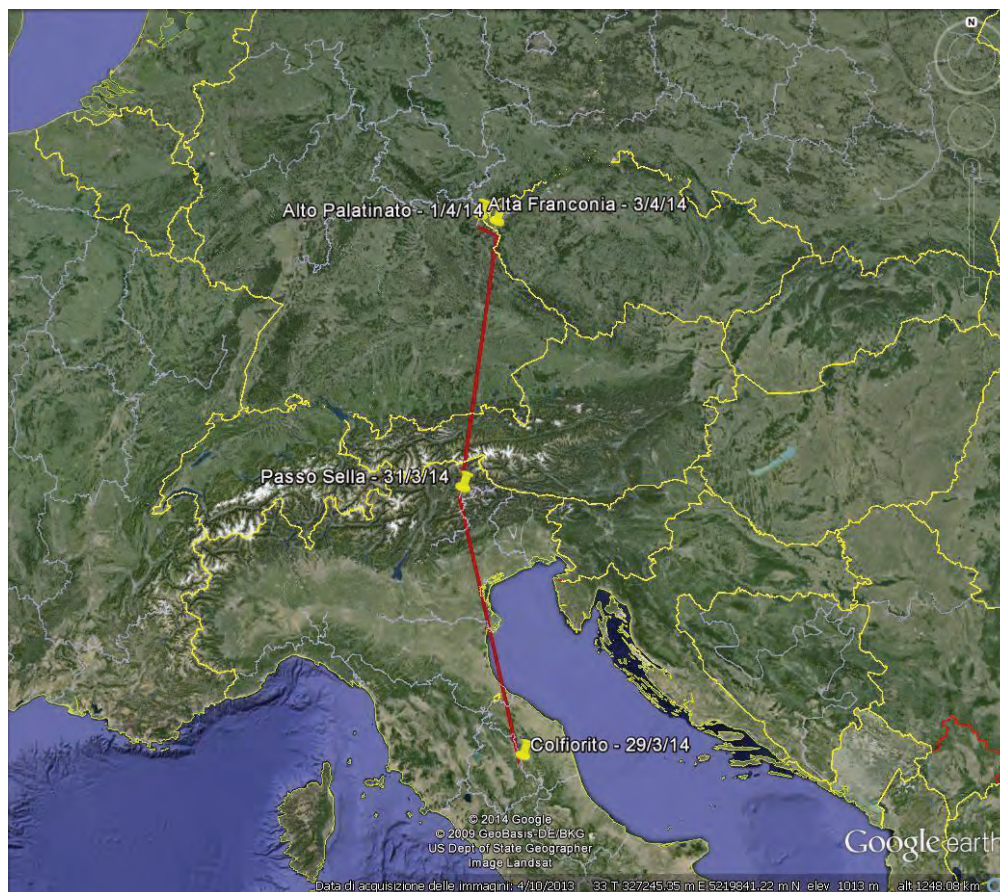 N
Alto Palatinato - 1/4/14
Alta Franconia - 3/4/14
Passo Sella - 31/3/14
Colfiorito - 29/3/14
© 2014 Google
© 2009 GeoBasis-DE/BKG
US Dept of State Geographer
Image Landsat
Google earth
Data di acquisizione delle immagini: 4/10/2013 33 T 327245.35 m E 5219841.22 m N elev 1013 m alt 1248.08 km